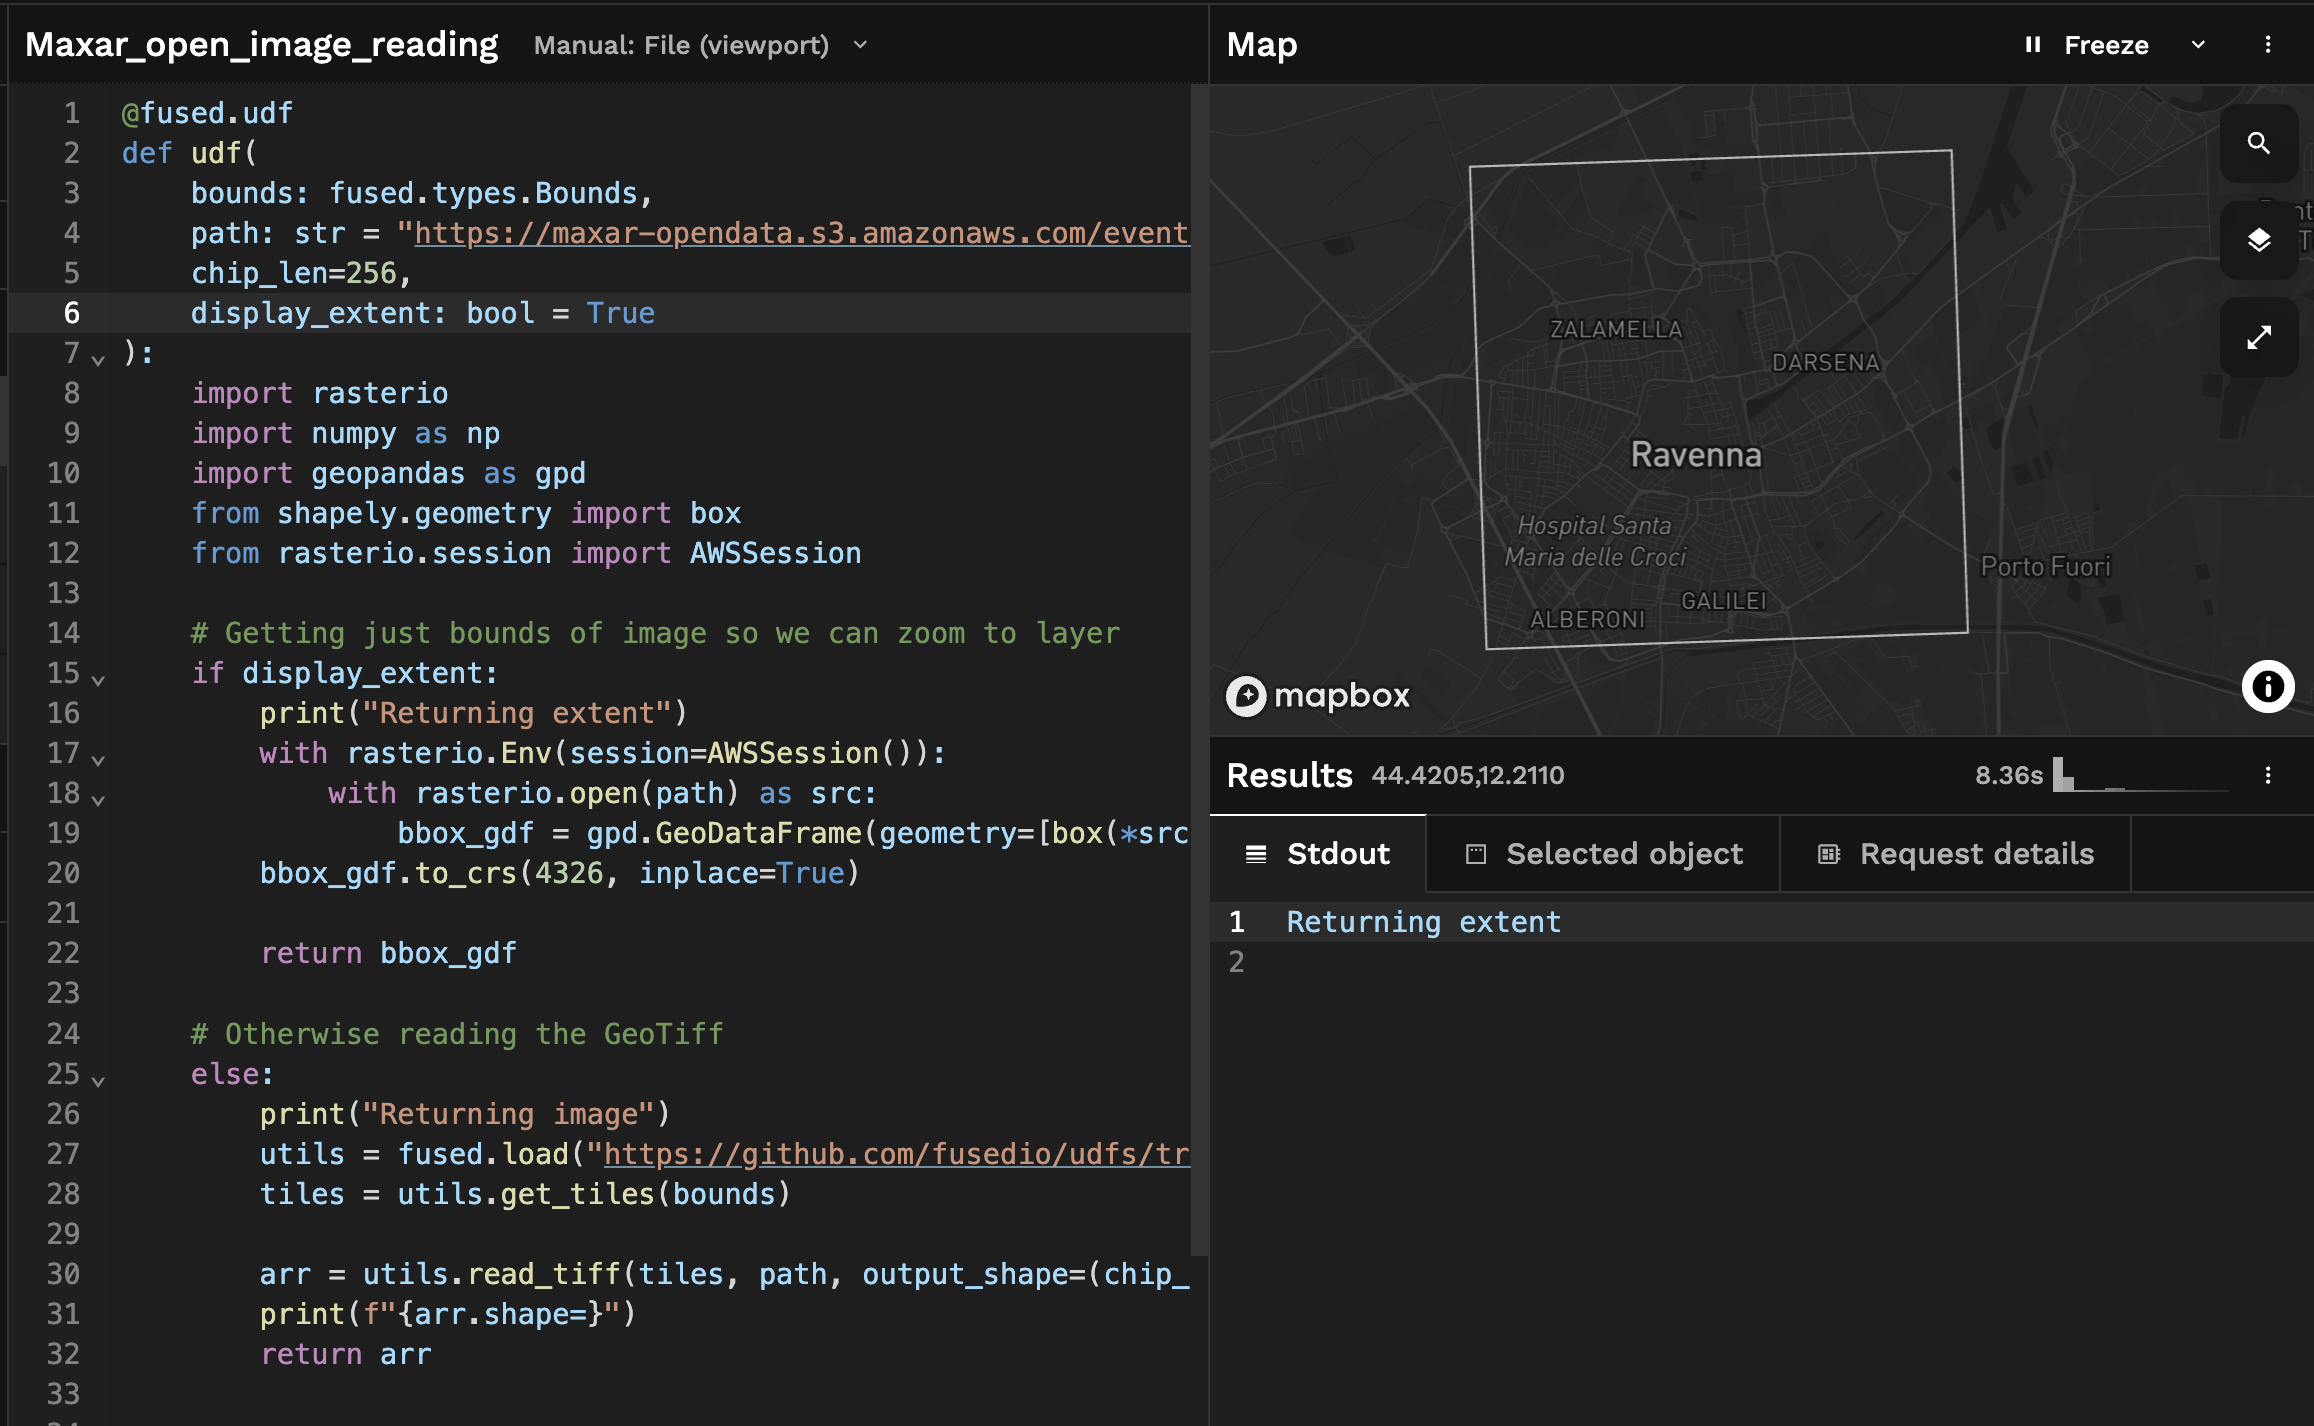 Maxar_open_image_reading Manual: File (viewport)
1 @fused.udf
2 def udf(
3 bounds: fused.types.Bounds,
4 path: str = "https://maxar-opendata.s3.amazonaws.com/event
5 chip_len=256,
6 display_extent: bool = True
7 ):
8 import rasterio
9 import numpy as np
10 import geopandas as gpd
11 from shapely.geometry import box
12 from rasterio.session import AWSSession
13
14 # Getting just bounds of image so we can zoom to layer
15 if display_extent:
16 print("Returning extent")
17 with rasterio.Env(session=AWSSession()):
18 with rasterio.open(path) as src:
19 bbox_gdf = gpd.GeoDataFrame(geometry=[box(*src
20 bbox_gdf.to_crs(4326, inplace=True)
21
22 return bbox_gdf
23
24 # Otherwise reading the GeoTiff
25 else:
26 print("Returning image")
27 utils = fused.load("https://github.com/fusedio/udfs/tr
28 tiles = utils.get_tiles(bounds)
29
30 arr = utils.read_tiff(tiles, path, output_shape=(chip_
31 print(f"{arr.shape=}")
32 return arr
33
Map Freeze
ZALAMELLA
DARSENA
Ravenna
Hospital Santa
Maria delle Croci
Porto Fuori
GALILEI
ALBERONI
mapbox
Results 44.4205,12.2110 8.36s
Stdout Selected object Request details
1 Returning extent
2